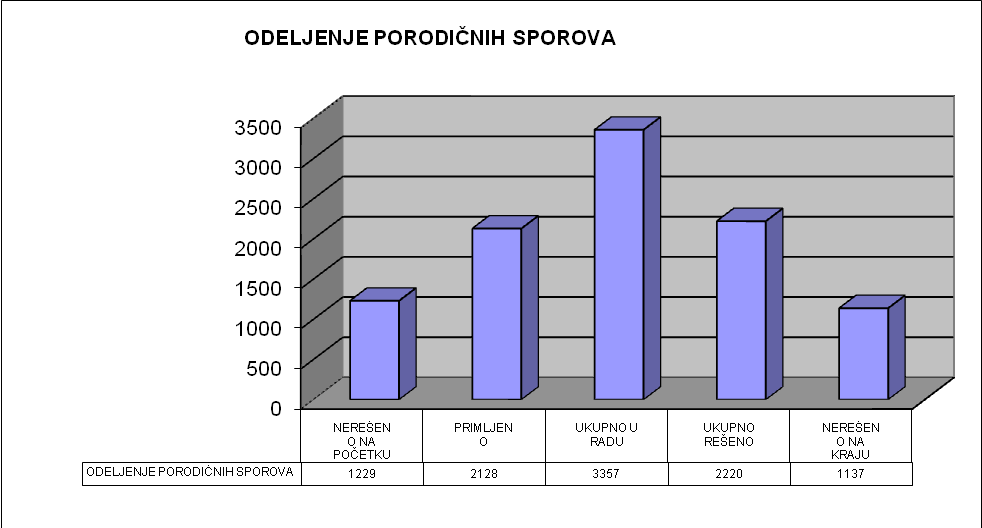 ODELJENJE PORODIČNIH SPOROVA
3500
3000
2500
2000
1500
1000
500
0
NEREŠEN
O NA
POČETKU
PRIMLJEN
O
UKUPNO U
RADU
UKUPNO
REŠENO
NEREŠEN
O NA
KRAJU
ODELJENJE PORODIČNIH SPOROVA 1229 2128 3357 2220 1137